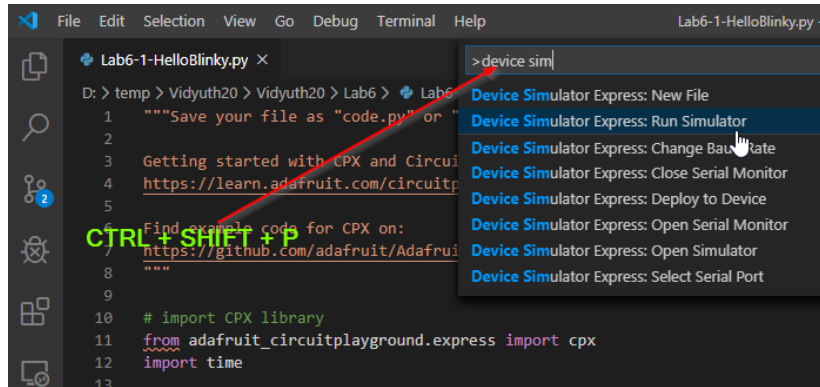 File Edit Selection View Go Debug Terminal Help
Lab6-1-HelloBlinky.py -
Lab6-1-HelloBlinky.py ×
>device sim
D: > temp > Vidyuth20 > Vidyuth20 > Lab6 > Lab6
Device Simulator Express: New File
Device Simulator Express: Run Simulator
Device Simulator Express: Change Baud Rate
Device Simulator Express: Close Serial Monitor
Device Simulator Express: Deploy to Device
Device Simulator Express: Open Serial Monitor
Device Simulator Express: Open Simulator
Device Simulator Express: Select Serial Port
1 """Save your file as "code.py" or "
2
3 Getting started with CPX and Circui
4 https://learn.adafruit.com/circuitp
5
6 Find example code for CPX on:
CTRL + SHIFT + P
7 https://github.com/adafruit/Adafrui
8 """
9
10 # import CPX library
11 from adafruit_circuitplayground.express import cpx
12 import time
13
2